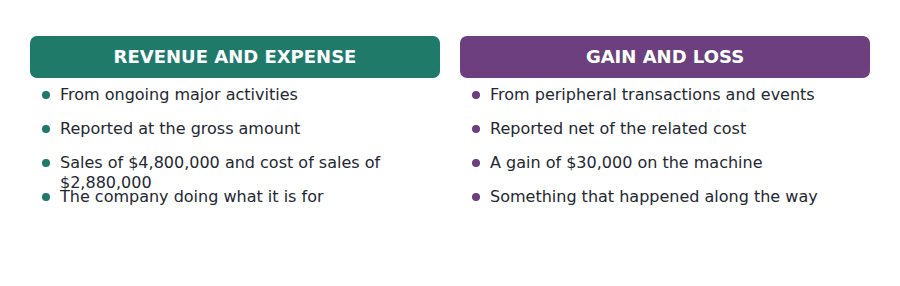 REVENUE AND EXPENSE
From ongoing major activities
Reported at the gross amount
Sales of $4,800,000 and cost of sales of
$2,880,000
The company doing what it is for
GAIN AND LOSS
From peripheral transactions and events
Reported net of the related cost
A gain of $30,000 on the machine
Something that happened along the way